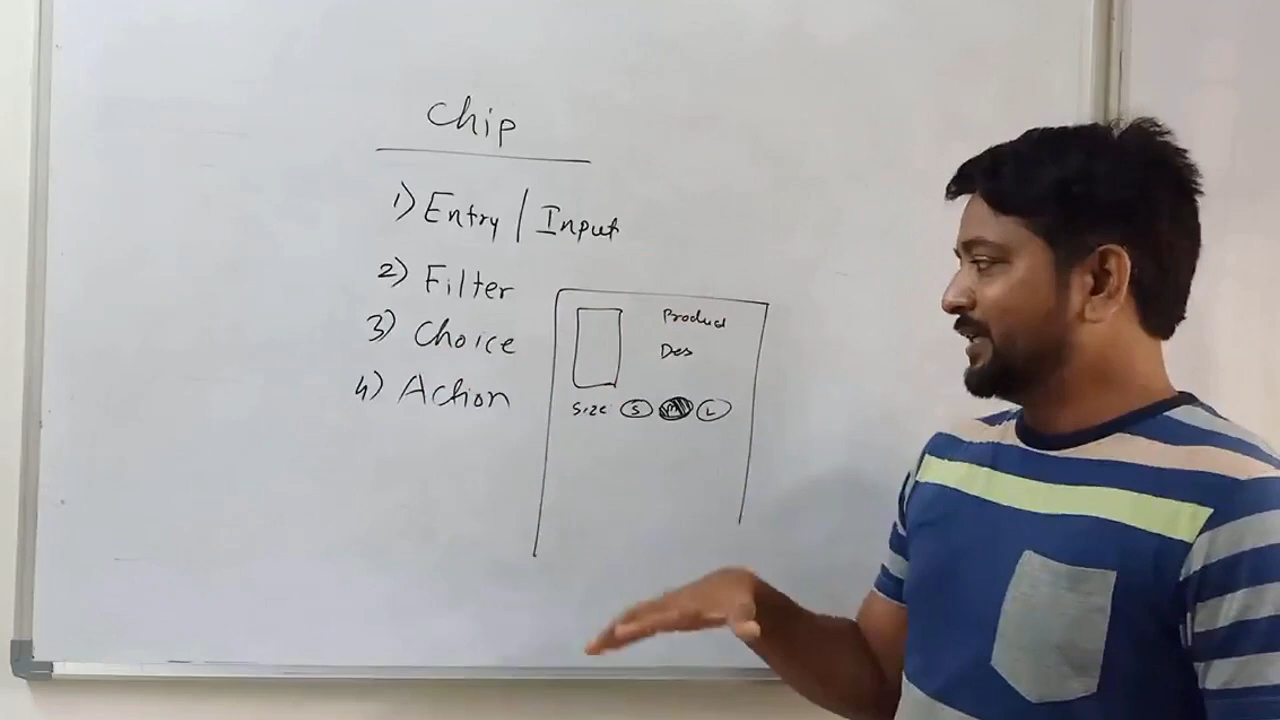 Chip
1) Entry / Input
2) Filter
3) Choice
4) Action
Product
Des
Size: S M L